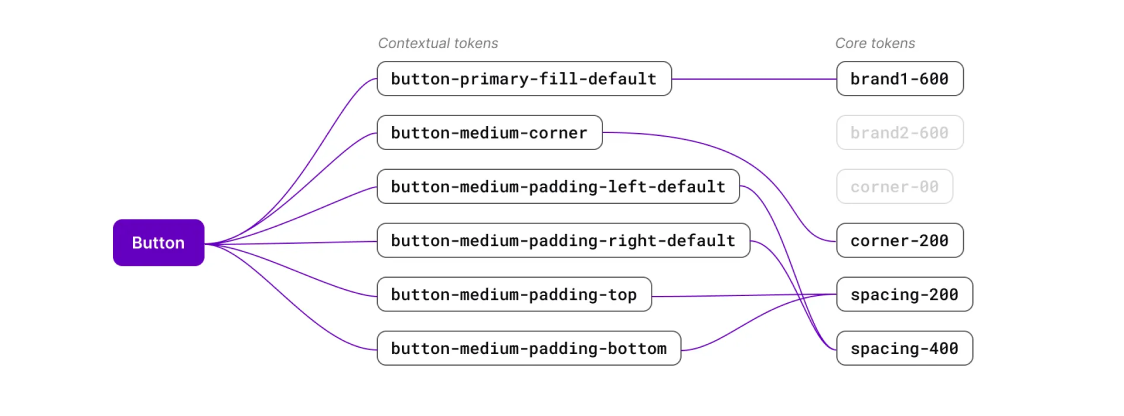 Contextual tokens
Core tokens
button-primary-fill-default
brand1-600
button-medium-corner
brand2-600
button-medium-padding-left-default
corner-00
Button
button-medium-padding-right-default
corner-200
button-medium-padding-top
spacing-200
button-medium-padding-bottom
spacing-400